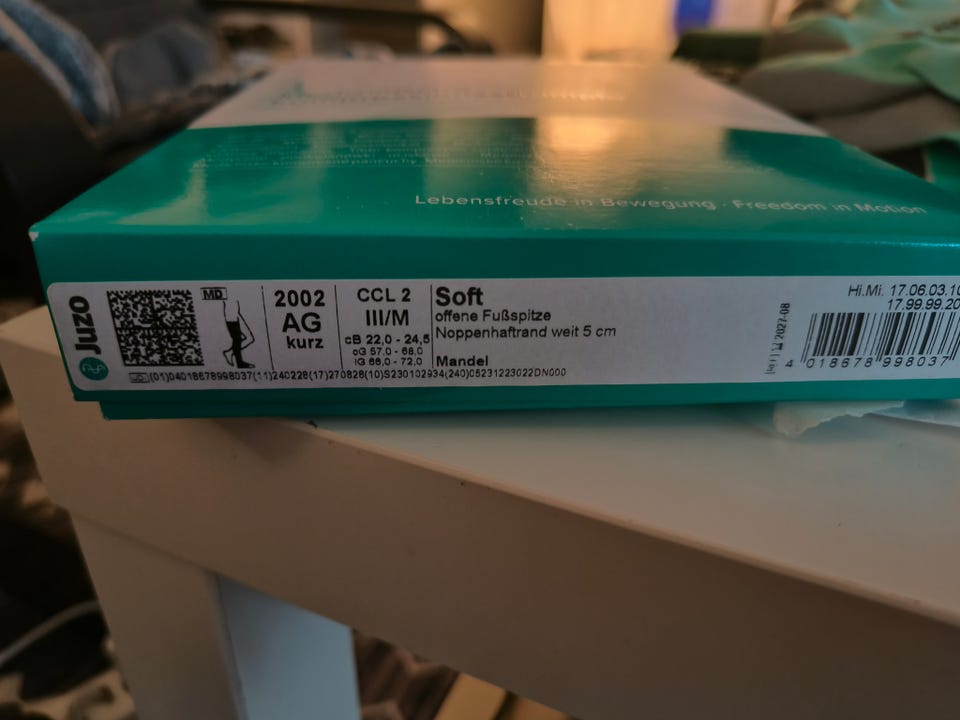 Lebensfreude in Bewegung · Freedom in Motion
Juzo
MD
2002
AG
kurz
CCL 2
III/M
cB 22,0 - 24,5
cG 57,0 - 68,0
lG 66,0 - 72,0
Soft
offene Fußspitze
Noppenhaftrand weit 5 cm
Mandel
2027-08
Hi.Mi. 17.06.03.10
17.99.99.20
4 018678 998037
(01)04018678998037(11)240228(17)270828(10)S230102934(240)05231223022DN000